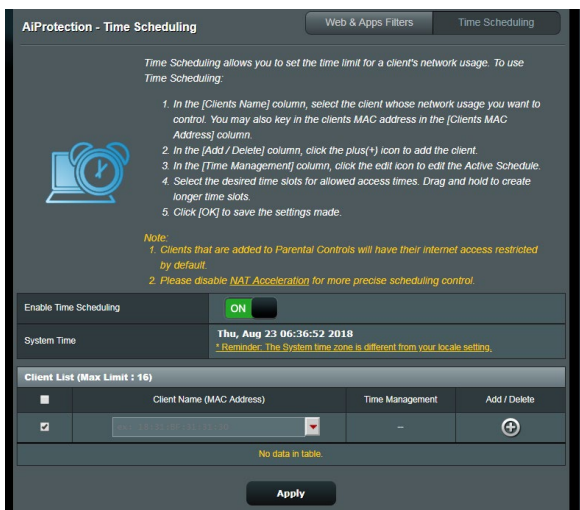 AiProtection - Time Scheduling
Web & Apps Filters
Time Scheduling
Time Scheduling allows you to set the time limit for a client's network usage. To use
Time Scheduling:
1. In the [Clients Name] column, select the client whose network usage you want to
control. You may also key in the clients MAC address in the [Clients MAC
Address] column.
2. In the [Add / Delete] column, click the plus(+) icon to add the
client.
3. In the [Time Management] column, click the edit icon to edit the Active Schedule.
4. Select the desired time slots for allowed access times. Drag and hold to create
longer time slots.
5. Click [OK] to save the settings made.
Note:
1. Clients that are added to Parental Controls will have their internet access restricted
by default.
2. Please disable NAT Acceleration for more precise scheduling control.
Enable Time Scheduling
ON
System Time
Thu, Aug 23 06:36:52 2018
* Reminder: The System time zone is different from your locale setting.
Client List (Max Limit : 16)
Client Name (MAC Address)
Time Management
Add / Delete
--
No data in table.
Apply